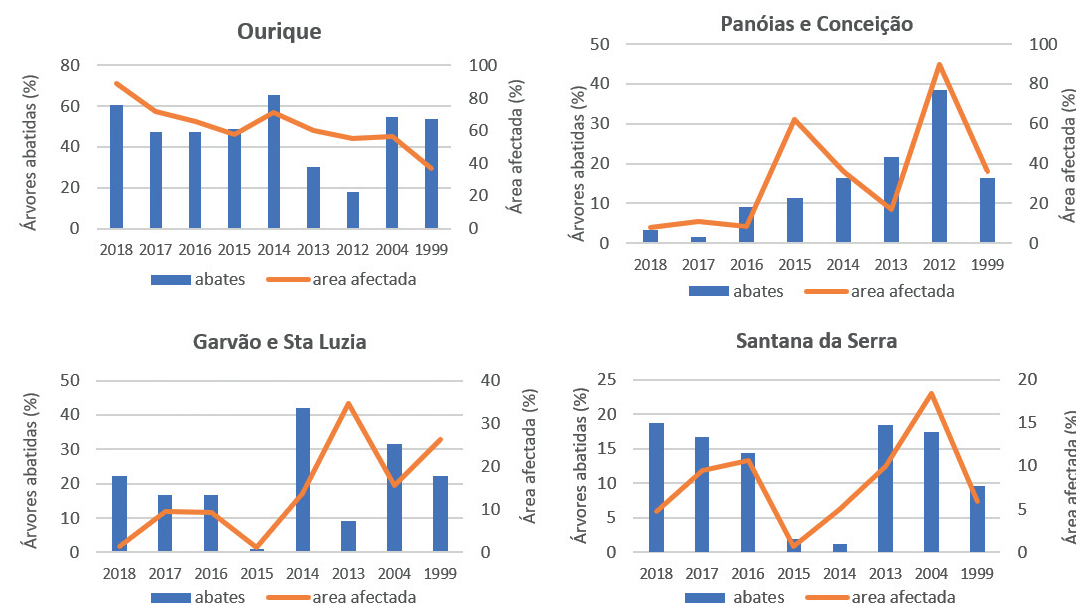 Ourique
Árvores abatidas (%)
80
60
40
20
0
100
80
60
40
20
0
Área afectada (%)
2018 2017 2016 2015 2014 2013 2012 2004 1999
abates area afectada
Panóias e Conceição
Árvores abatidas (%)
50
40
30
20
10
0
100
80
60
40
20
0
Área afectada (%)
2018 2017 2016 2015 2014 2013 2012 1999
abates area afectada
Garvão e Sta Luzia
Árvores abatidas (%)
50
40
30
20
10
0
40
30
20
10
0
Área afectada (%)
2018 2017 2016 2015 2014 2013 2004 1999
abates area afectada
Santana da Serra
Árvores abatidas (%)
25
20
15
10
5
0
20
15
10
5
0
Área afectada (%)
2018 2017 2016 2015 2014 2013 2004 1999
abates area afectada